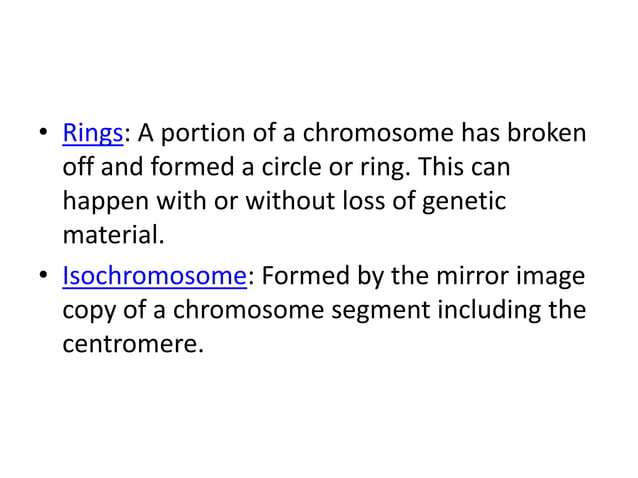 • Rings: A portion of a chromosome has broken
off and formed a circle or ring. This can
happen with or without loss of genetic
material.
• Isochromosome: Formed by the mirror image
copy of a chromosome segment including the
centromere.